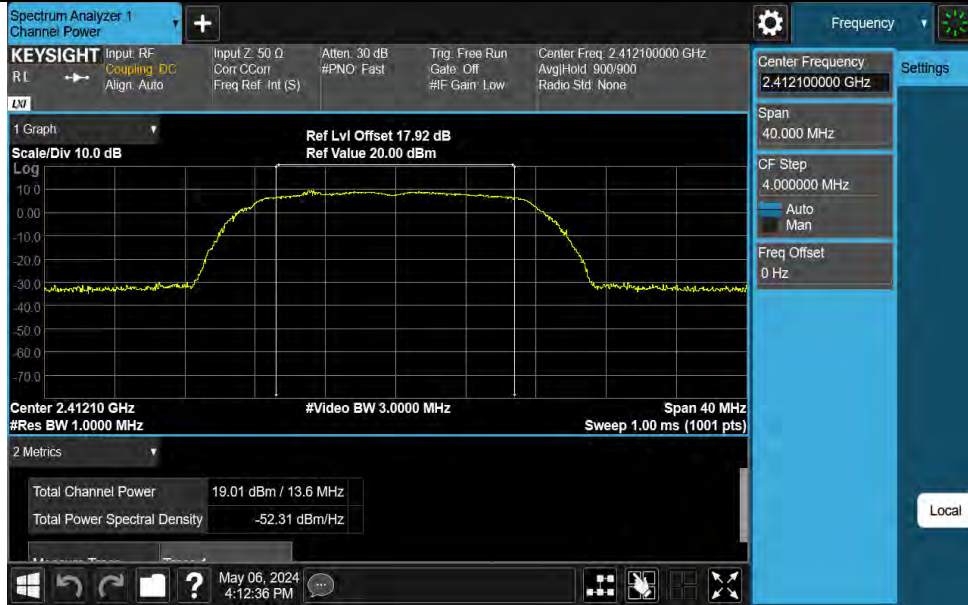 Spectrum Analyzer 1
Channel Power
Frequency
KEYSIGHT
Input: RF
Coupling: DC
Align: Auto
Input Z: 50 Ω
Corr CCorr
Freq Ref: Int (S)
Atten: 30 dB
#PNO: Fast
Trig: Free Run
Gate: Off
#IF Gain: Low
Center Freq: 2.412100000 GHz
Avg|Hold: 900/900
Radio Std: None
LXI
Center Frequency
2.412100000 GHz
Settings
Span
40.000 MHz
CF Step
4.000000 MHz
Auto
Man
Freq Offset
0 Hz
1 Graph
Scale/Div 10.0 dB
Ref Lvl Offset 17.92 dB
Ref Value 20.00 dBm
Log
10.0
0.00
-10.0
-20.0
-30.0
-40.0
-50.0
-60.0
-70.0
Center 2.41210 GHz
#Video BW 3.0000 MHz
Span 40 MHz
#Res BW 1.0000 MHz
Sweep 1.00 ms (1001 pts)
2 Metrics
Total Channel Power 19.01 dBm / 13.6 MHz
Total Power Spectral Density -52.31 dBm/Hz
Local
May 06, 2024
4:12:36 PM